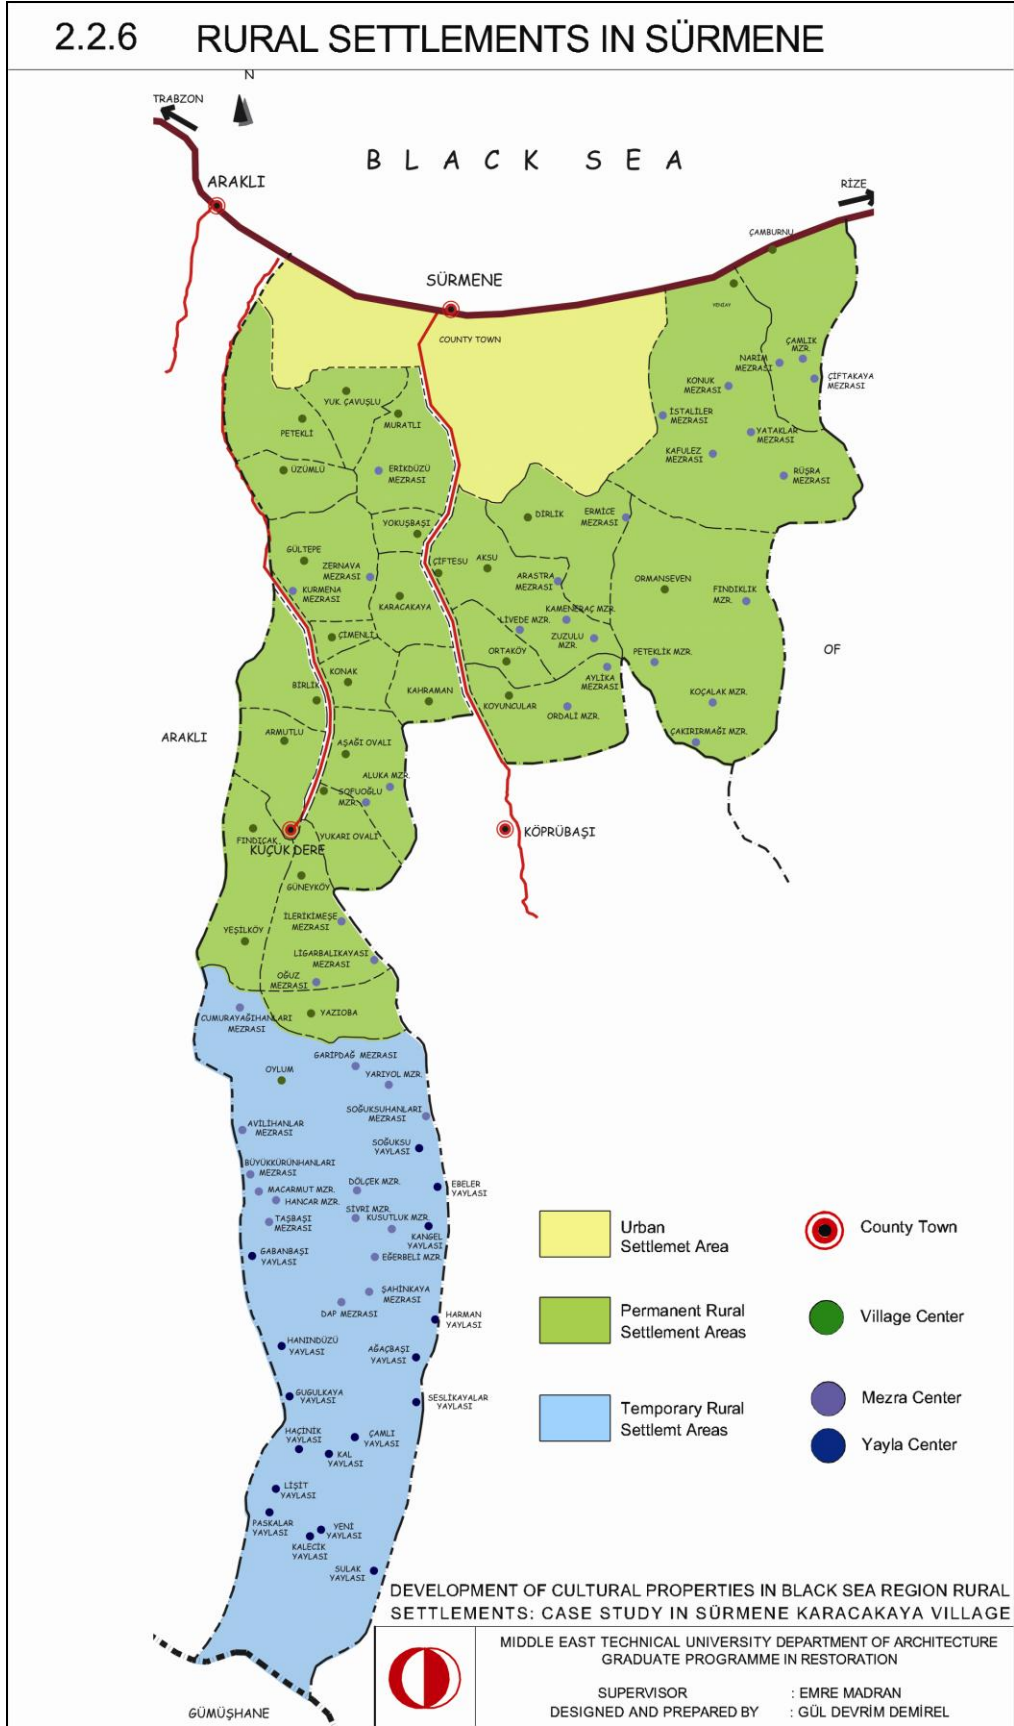 2.2.6 RURAL SETTLEMENTS IN SÜRMENE
N
TRABZON
BLACK SEA
ARAKLI
RİZE
ÇAMBURNU
SÜRMENE
COUNTY TOWN
YENİAY
ÇAMLIK
MZR.
NARIM
MEZRASI
ÇİFTAKAYA
MEZRASI
KONUK
MEZRASI
YUK. ÇAVUŞLU
MURATLI
PETEKLİ
İSTALİLER
MEZRASI
YATAKLAR
MEZRASI
KAFULEZ
MEZRASI
ÜZÜMLÜ
ERİKDÜZÜ
MEZRASI
RÜŞRA
MEZRASI
YOKUŞBAŞI
DİRLİK
ERMİCE
MEZRASI
GÜLTEPE
ZERNAVA
MEZRASI
ÇİFTESU
AKSU
ARASTRA
MEZRASI
ORMANSEVEN
FINDIKLIK
MZR.
KURMENA
MEZRASI
KARACAKAYA
KAMENERAÇ MZR.
LİVEDE MZR.
ZUZULU
MZR.
ÇİMENLİ
ORTAKÖY
PETEKLİK MZR.
OF
KONAK
BİRLİK
KAHRAMAN
KOYUNCULAR
AYLİKA
MEZRASI
ORDALI MZR.
KOÇALAK MZR.
ARAKLI
ARMUTLU
AŞAĞI OVALI
ÇAKIRIRMAĞI MZR.
ALUKA MZR.
SOFUOĞLU
MZR.
FINDICAK
YUKARI OVALI
KÜÇÜK DERE
KÖPRÜBAŞI
GÜNEYKÖY
İLERİKİMEŞE
MEZRASI
YEŞİLKÖY
LİGARBALIKAYASI
MEZRASI
OĞUZ
MEZRASI
YAZIOBA
CUMURAYAĞIHANLARI
MEZRASI
GARİPDAĞ MEZRASI
OYLUM
YARIYOL MZR.
SOĞUKSUHANLARI
MEZRASI
AVİLİHANLAR
MEZRASI
SOĞUKSU
YAYLASI
BÜYÜKKÜRÜNHANLARI
MEZRASI
DÖLÇEK MZR.
EBELER
YAYLASI
MACARMUT MZR.
HANCAR MZR.
SİVRİ MZR.
KUSUTLUK MZR.
TAŞBAŞI
MEZRASI
KANGEL
YAYLASI
GABANBAŞI
YAYLASI
EĞERBELİ MZR.
ŞAHİNKAYA
MEZRASI
DAP MEZRASI
HARMAN
YAYLASI
HANINDÜZÜ
YAYLASI
AĞAÇBAŞI
YAYLASI
GUGULKAYA
YAYLASI
SESLİKAYALAR
YAYLASI
HAÇİNİK
YAYLASI
ÇAMLI
YAYLASI
KAL
YAYLASI
LİŞİT
YAYLASI
PASKALAR
YAYLASI
YENİ
YAYLASI
KALECİK
YAYLASI
SULAK
YAYLASI
GÜMÜŞHANE
Urban
Settlemet Area
Permanent Rural
Settlement Areas
Temporary Rural
Settlemt Areas
County Town
Village Center
Mezra Center
Yayla Center
DEVELOPMENT OF CULTURAL PROPERTIES IN BLACK SEA REGION RURAL
SETTLEMENTS: CASE STUDY IN SÜRMENE KARACAKAYA VILLAGE
MIDDLE EAST TECHNICAL UNIVERSITY DEPARTMENT OF ARCHITECTURE
GRADUATE PROGRAMME IN RESTORATION
SUPERVISOR : EMRE MADRAN
DESIGNED AND PREPARED BY : GÜL DEVRİM DEMİREL